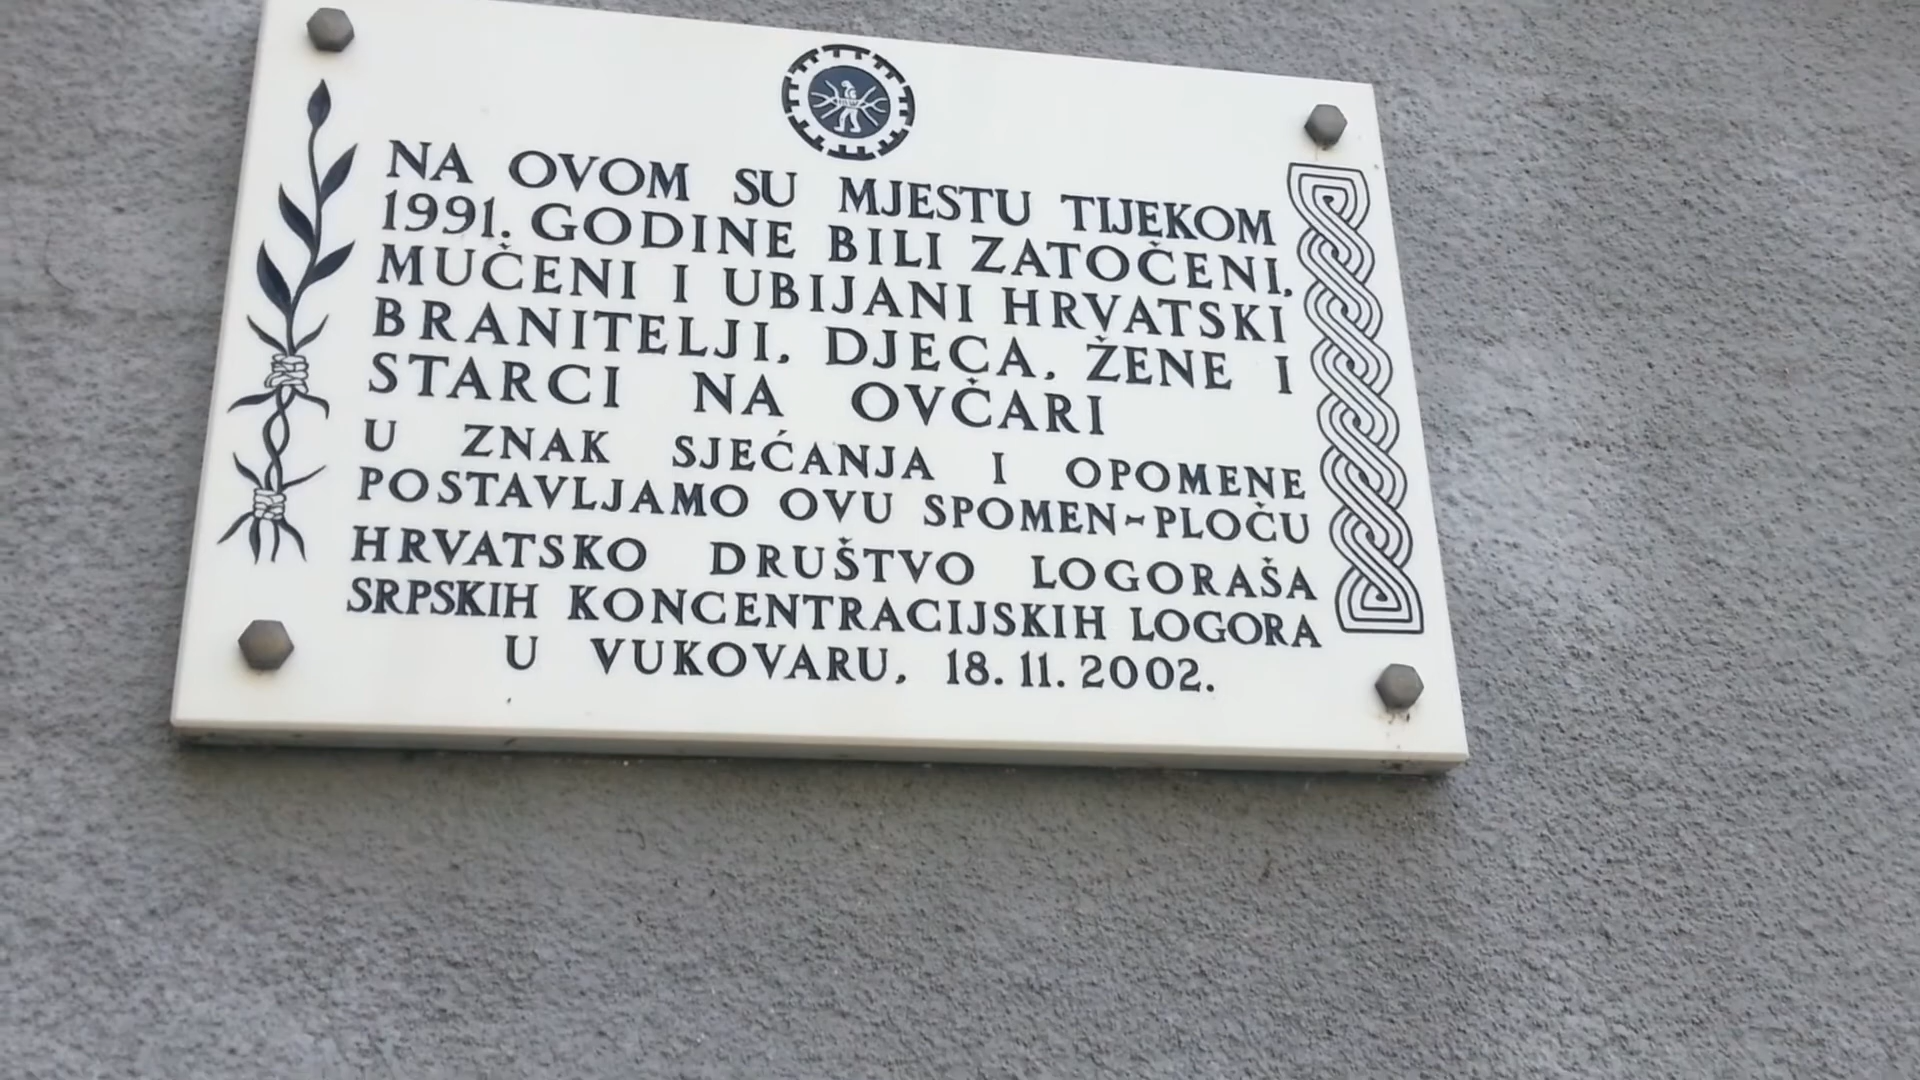 NA OVOM SU MJESTU TIJEKOM
1991. GODINE BILI ZATOČENI,
MUČENI I UBIJANI HRVATSKI
BRANITELJI, DJECA, ŽENE I
STARCI NA OVČARI
U ZNAK SJEĆANJA I OPOMENE
POSTAVLJAMO OVU SPOMEN-PLOČU
HRVATSKO DRUŠTVO LOGORAŠA
SRPSKIH KONCENTRACIJSKIH LOGORA
U VUKOVARU, 18.11.2002.